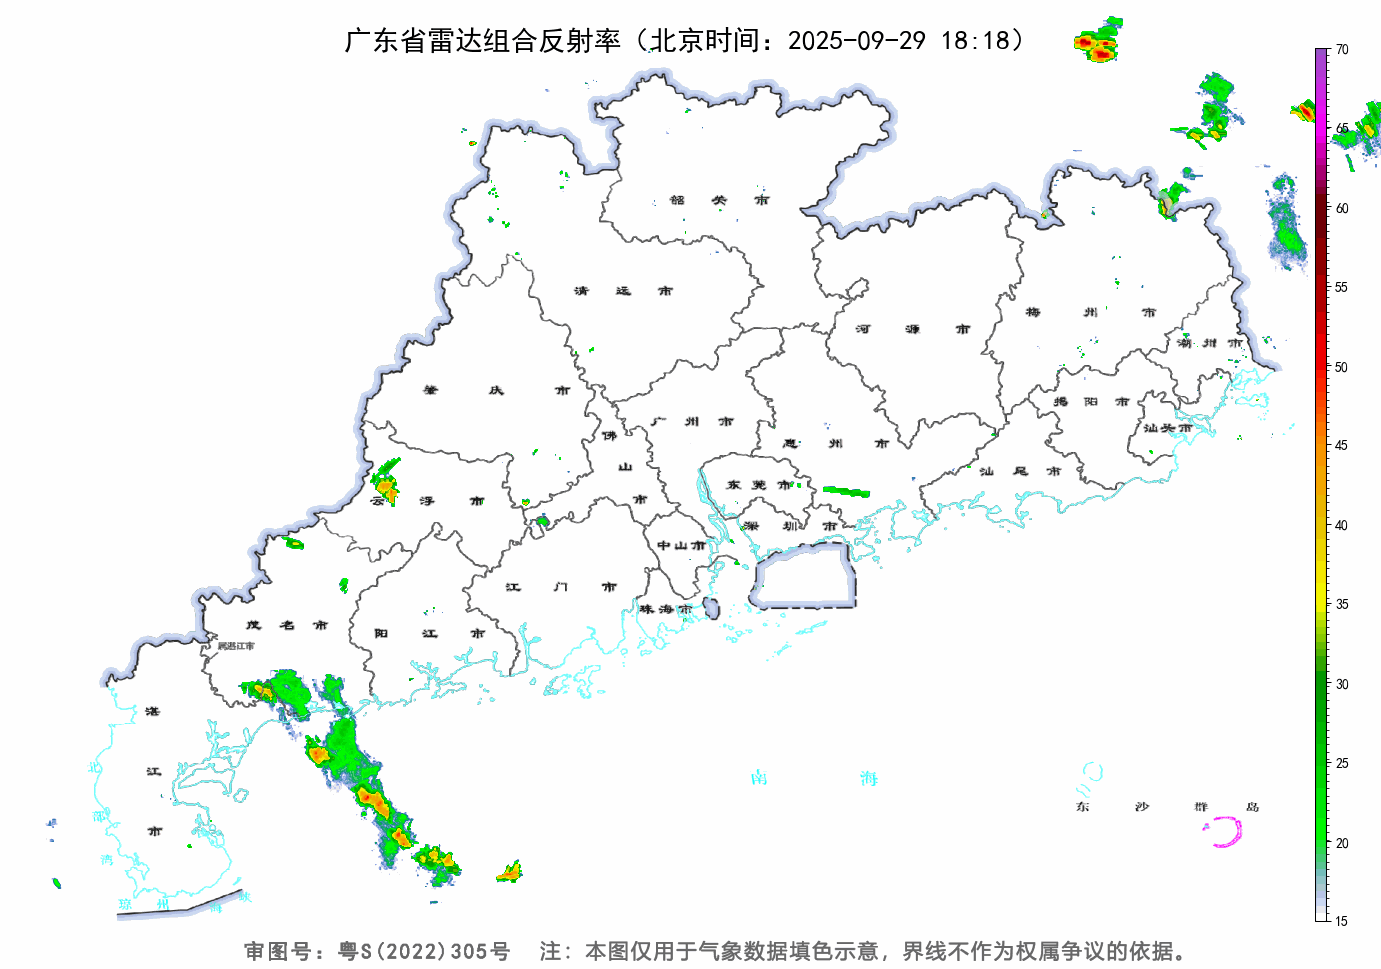 广东省雷达组合反射率（北京时间：2025-09-29 18:18）
70
65
60
55
50
45
40
35
30
25
20
15
韶关市
清远市
河源市
梅州市
潮州市
肇庆市
广州市
揭阳市
汕头市
佛山市
惠州市
汕尾市
云浮市
东莞市
深圳市
中山市
江门市
珠海市
茂名市
阳江市
属湛江市
湛江市
北部湾
南海
东沙群岛
琼州海峡
审图号：粤S(2022)305号 注：本图仅用于气象数据填色示意，界线不作为权属争议的依据。